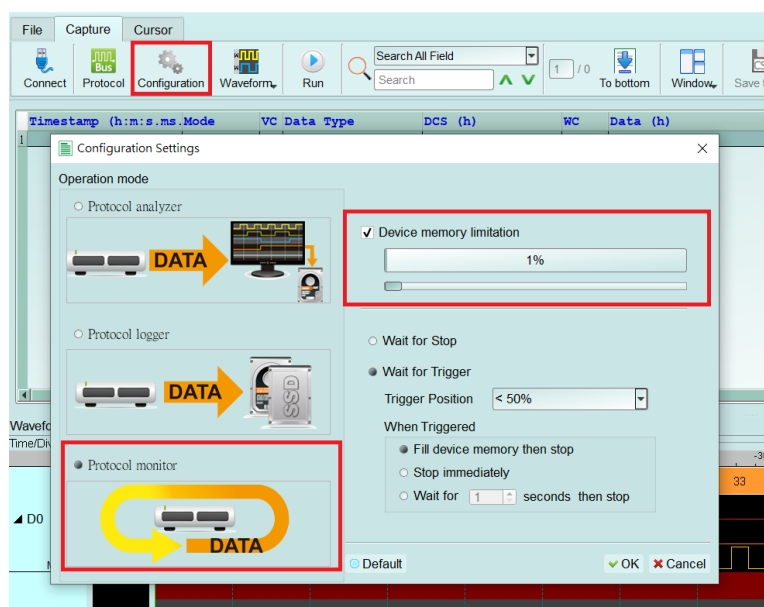 File Capture Cursor
Search All Field
Search
1 / 0
Connect Protocol Configuration Waveform Run To bottom Window Save
Bus
Timestamp (h:m:s.ms. Mode VC Data Type DCS (h) WC Data (h)
1
Configuration Settings
Operation mode
Protocol analyzer
DATA
Device memory limitation
1%
Protocol logger
DATA
SSD
Wait for Stop
Wait for Trigger
Trigger Position < 50%
When Triggered
Fill device memory then stop
Stop immediately
Wait for 1 seconds then stop
Protocol monitor
DATA
Default OK Cancel
Time/Div
33
D0